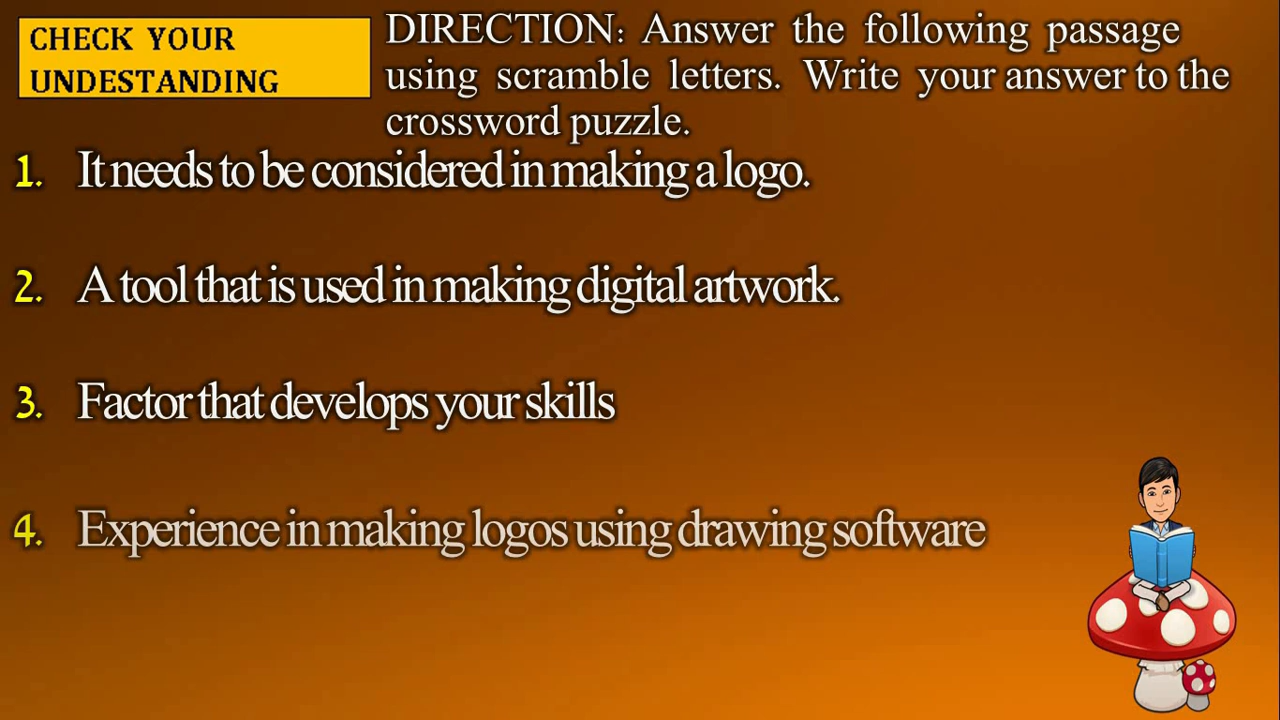 CHECK YOUR
UNDESTANDING
DIRECTION: Answer the following passage
using scramble letters. Write your answer to the
crossword puzzle.
1. It needs to be considered in making a logo.
2. A tool that is used in making digital artwork.
3. Factor that develops your skills
4. Experience in making logos using drawing software